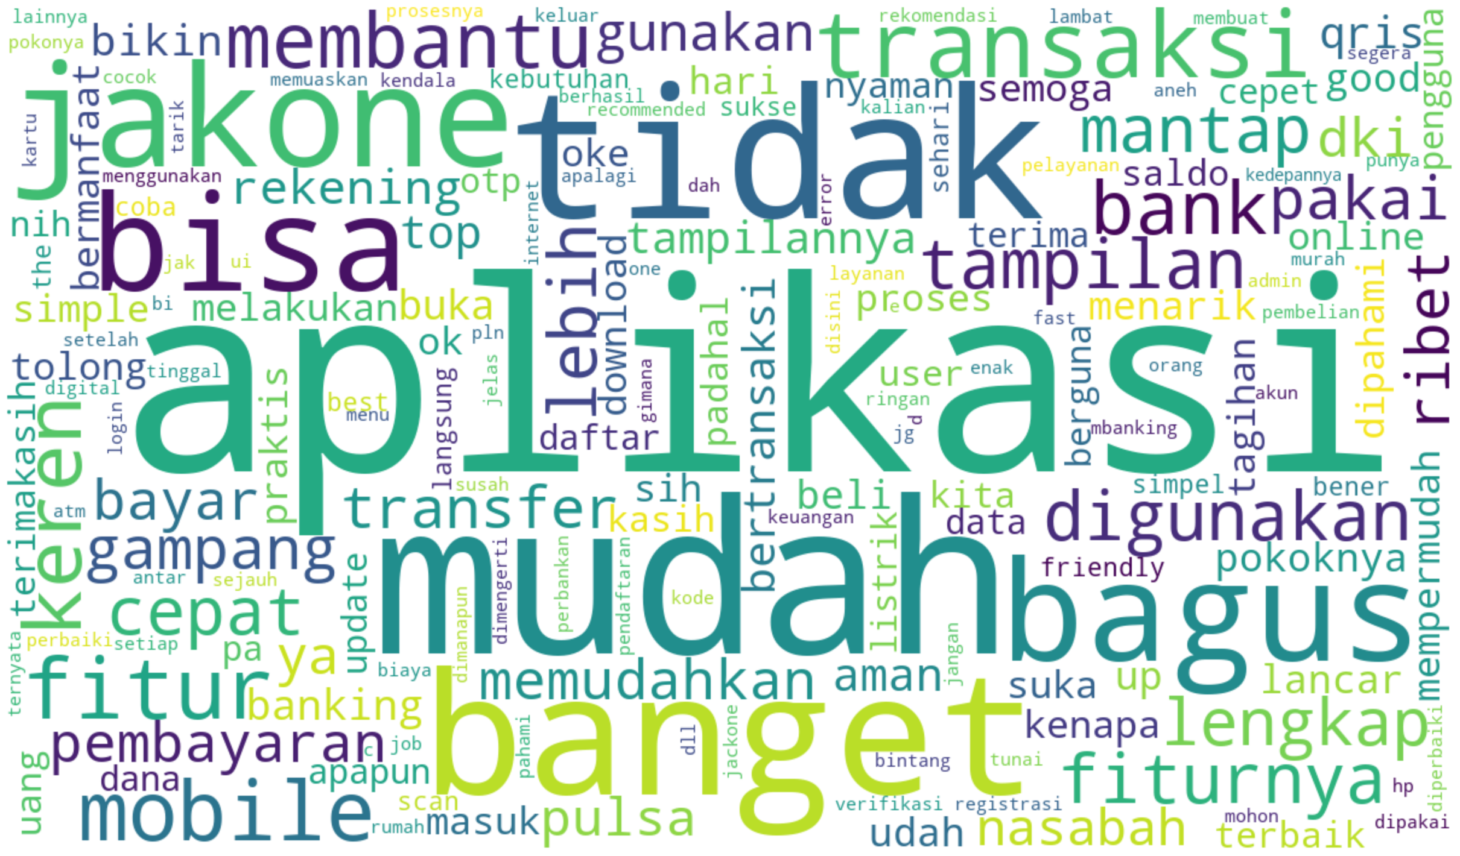 lainnya
prosesnya
keluar
rekomendasi
lambat
membuat
pokonya
bikin
membantu
gunakan
transaksi
qris
segera
cocok
memuaskan
kendala
kebutuhan
hari
nyaman
semoga
aneh
cepet
good
pengguna
kartu
bermanfaat
tarik
jakone
berhasil
recommended
sukse
kalian
sehari
mantap
dki
punya
menggunakan
rekening
otp
oke
apalagi
tidak
dah
error
pelayanan
saldo
kedepannya
nih
coba
bisa
top
internet
lebih
download
tampilannya
terima
bank
pakai
online
the
jak
ui
one
layanan
tampilan
murah
admin
simple
bi
melakukan
buka
bertransaksi
disini
proses
e
fast
menarik
pembelian
dipahami
ribet
setelah
ok
pln
aplikasi
tolong
tinggal
digital
jelas
gimana
padahal
user
enak
berguna
orang
akun
keren
login
praktis
best
menu
langsung
daftar
ringan
d
jg
mbanking
tagihan
terimakasih
bayar
atm
susah
transfer
sih
kasih
beli
kita
simpel
bener
keuangan
data
digunakan
mempermudah
gampang
antar
sejauh
mudah
dimengerti
perbankan
pendaftaran
kode
listrik
friendly
pokoknya
cepat
update
dimanapun
bagus
ternyata
perbaiki
setiap
pa
ya
biaya
memudahkan
aman
jangan
suka
up
lancar
fitur
banking
banget
kenapa
lengkap
pembayaran
c
job
pahami
dll
jackone
bintang
tunai
uang
dana
apapun
fiturnya
hp
diperbaiki
mobile
scan
rumah
masuk
pulsa
verifikasi
registrasi
udah
nasabah
mohon
terbaik
dipakai